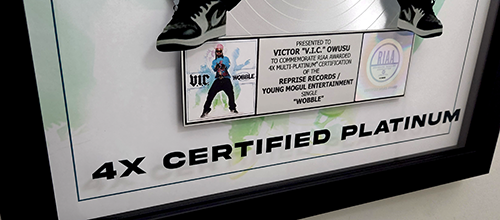 PRESENTED TO
VICTOR "V.I.C." OWUSU
TO COMMEMORATE RIAA AWARDED
4X MULTI-PLATINUM CERTIFICATION
OF THE
REPRISE RECORDS /
YOUNG MOGUL ENTERTAINMENT
SINGLE
"WOBBLE"
VIC
WOBBLE
RIAA
4X CERTIFIED PLATINUM